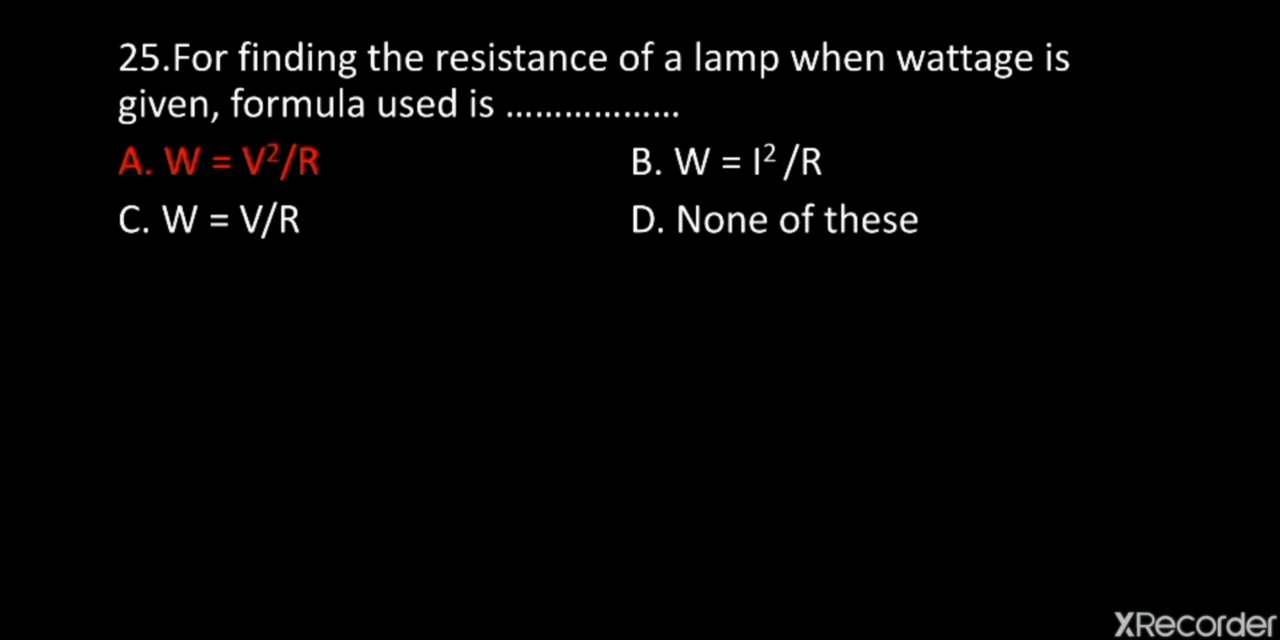 25.For finding the resistance of a lamp when wattage is
given, formula used is ..................
A. W = V²/R B. W = I² /R
C. W = V/R D. None of these
XRecorder